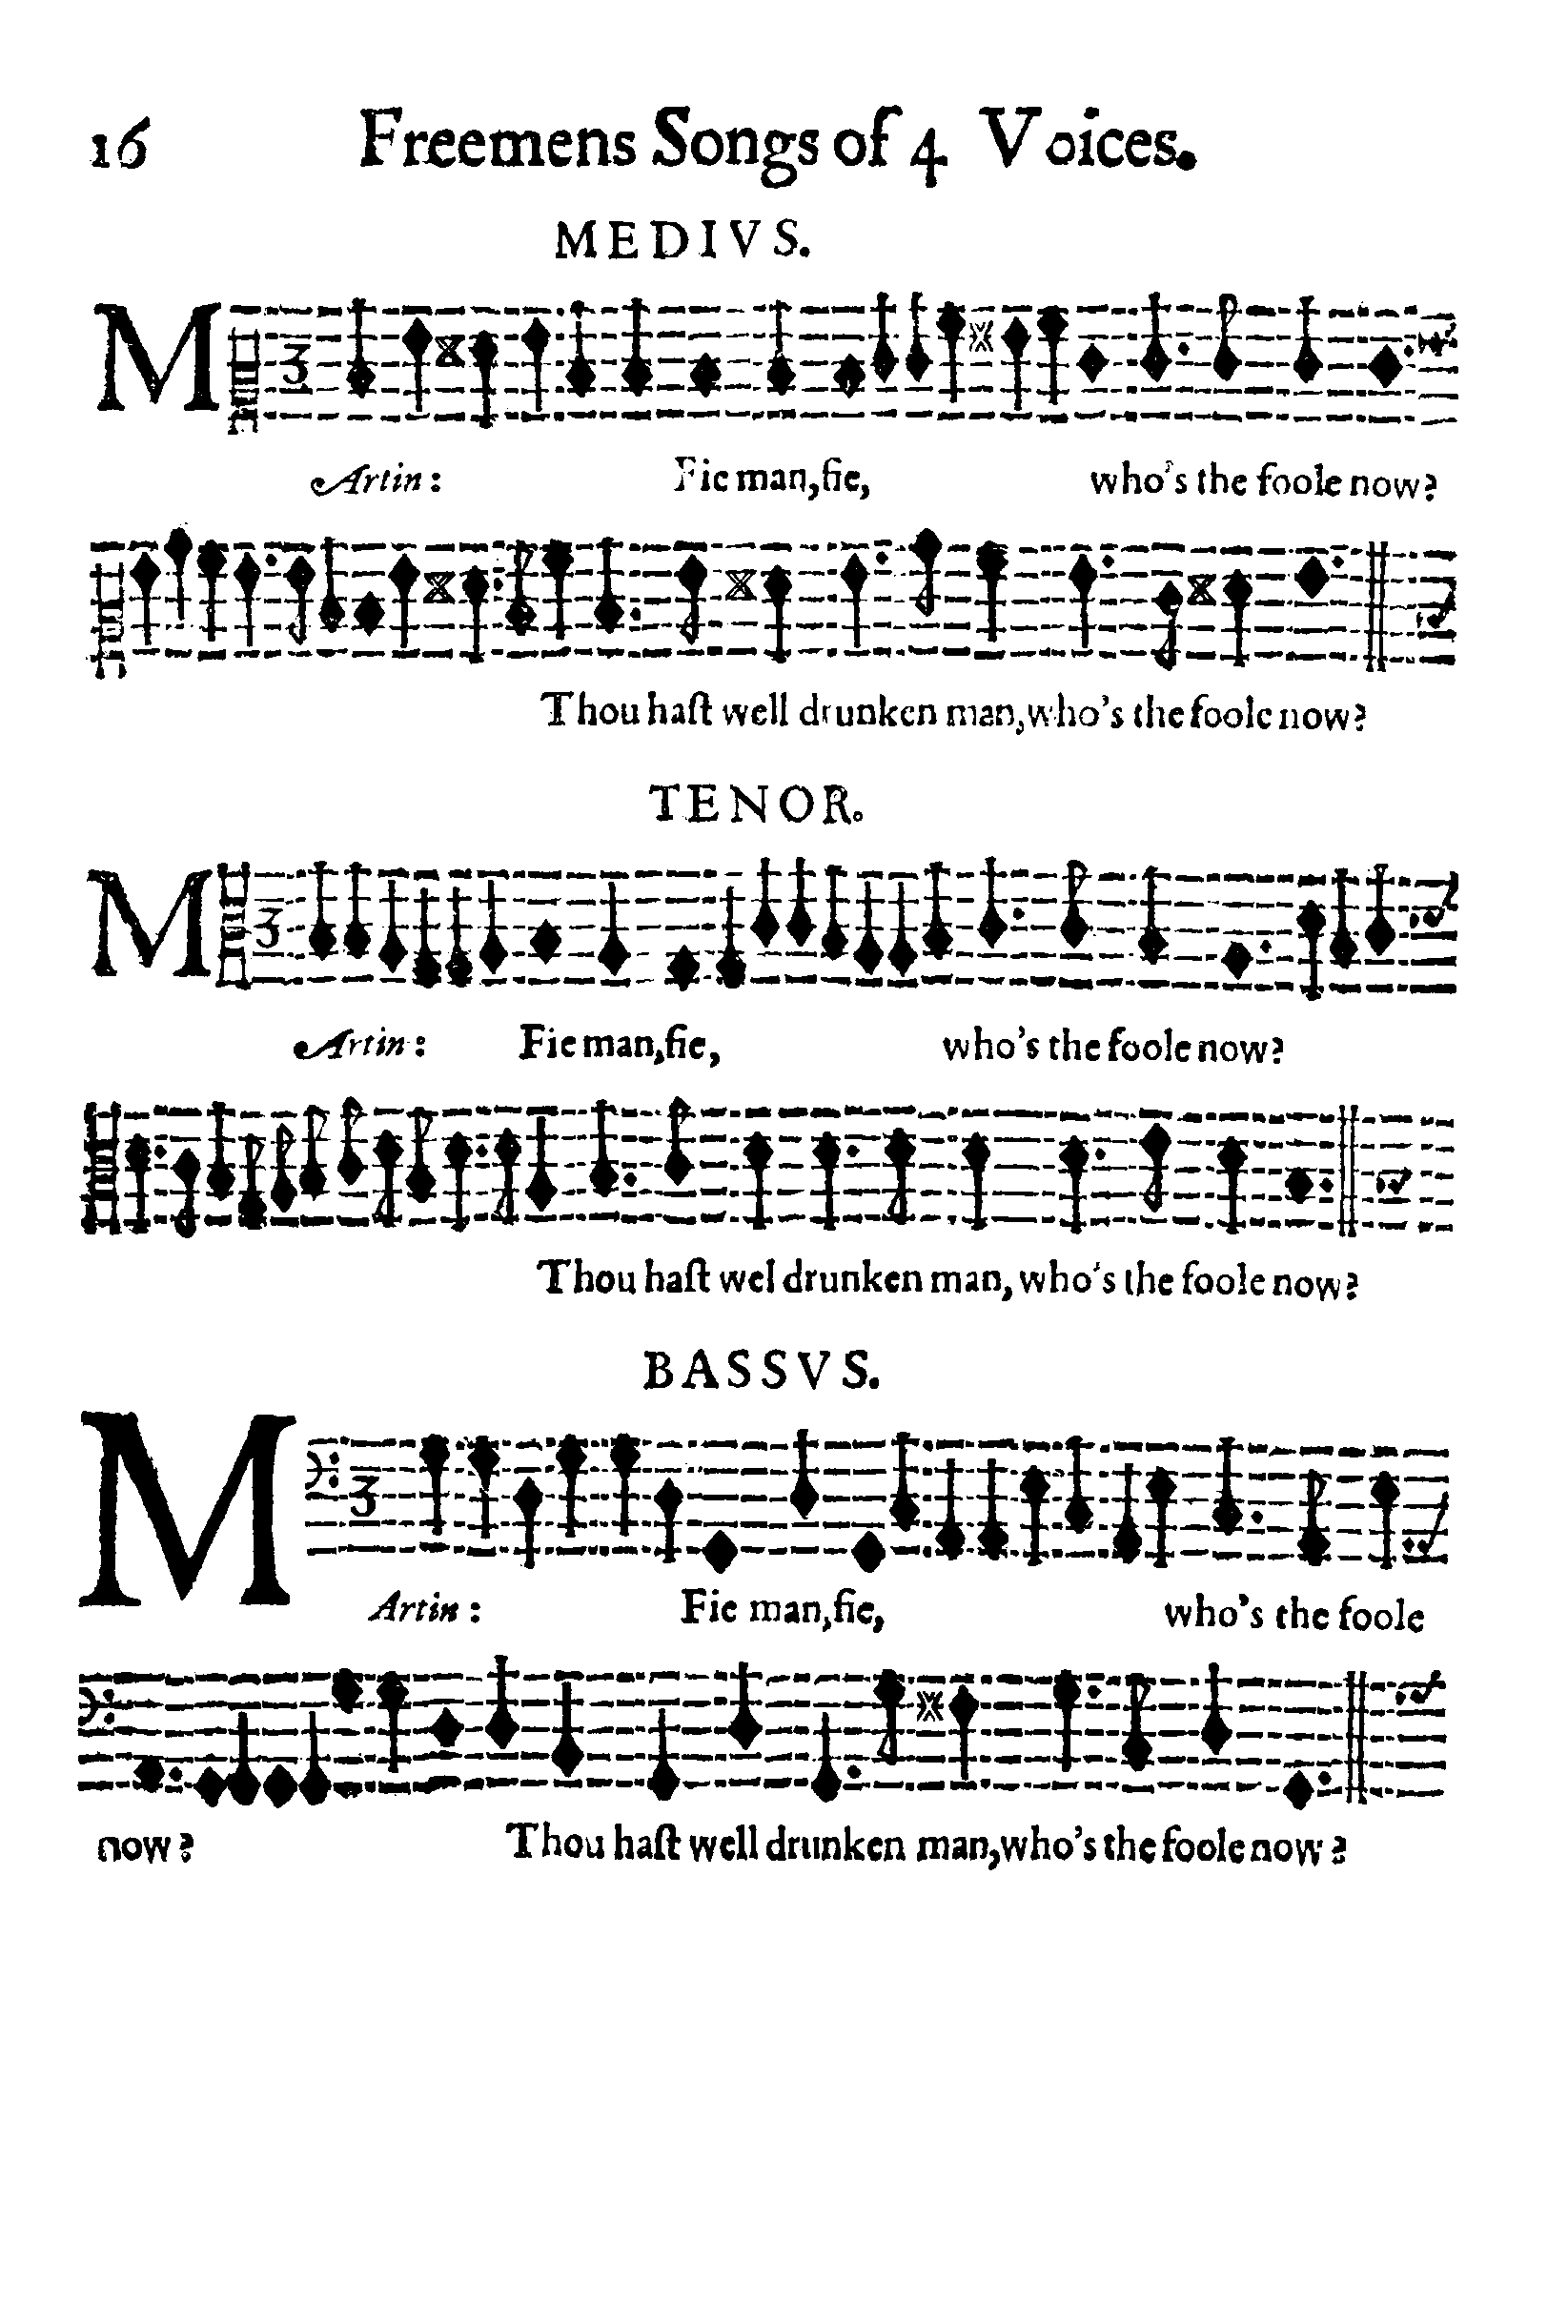 16 Freemens Songs of 4 Voices.
MEDIVS.
MArtin: Fie man, fie, who's the foole now?
Thou haſt well drunken man, who's the foole now?
TENOR.
MArtin: Fie man, fie, who's the foole now?
Thou haſt wel drunken man, who's the foole now?
BASSVS.
MArtin: Fie man, fie, who's the foole
now? Thou haſt well drunken man, who's the foole now?